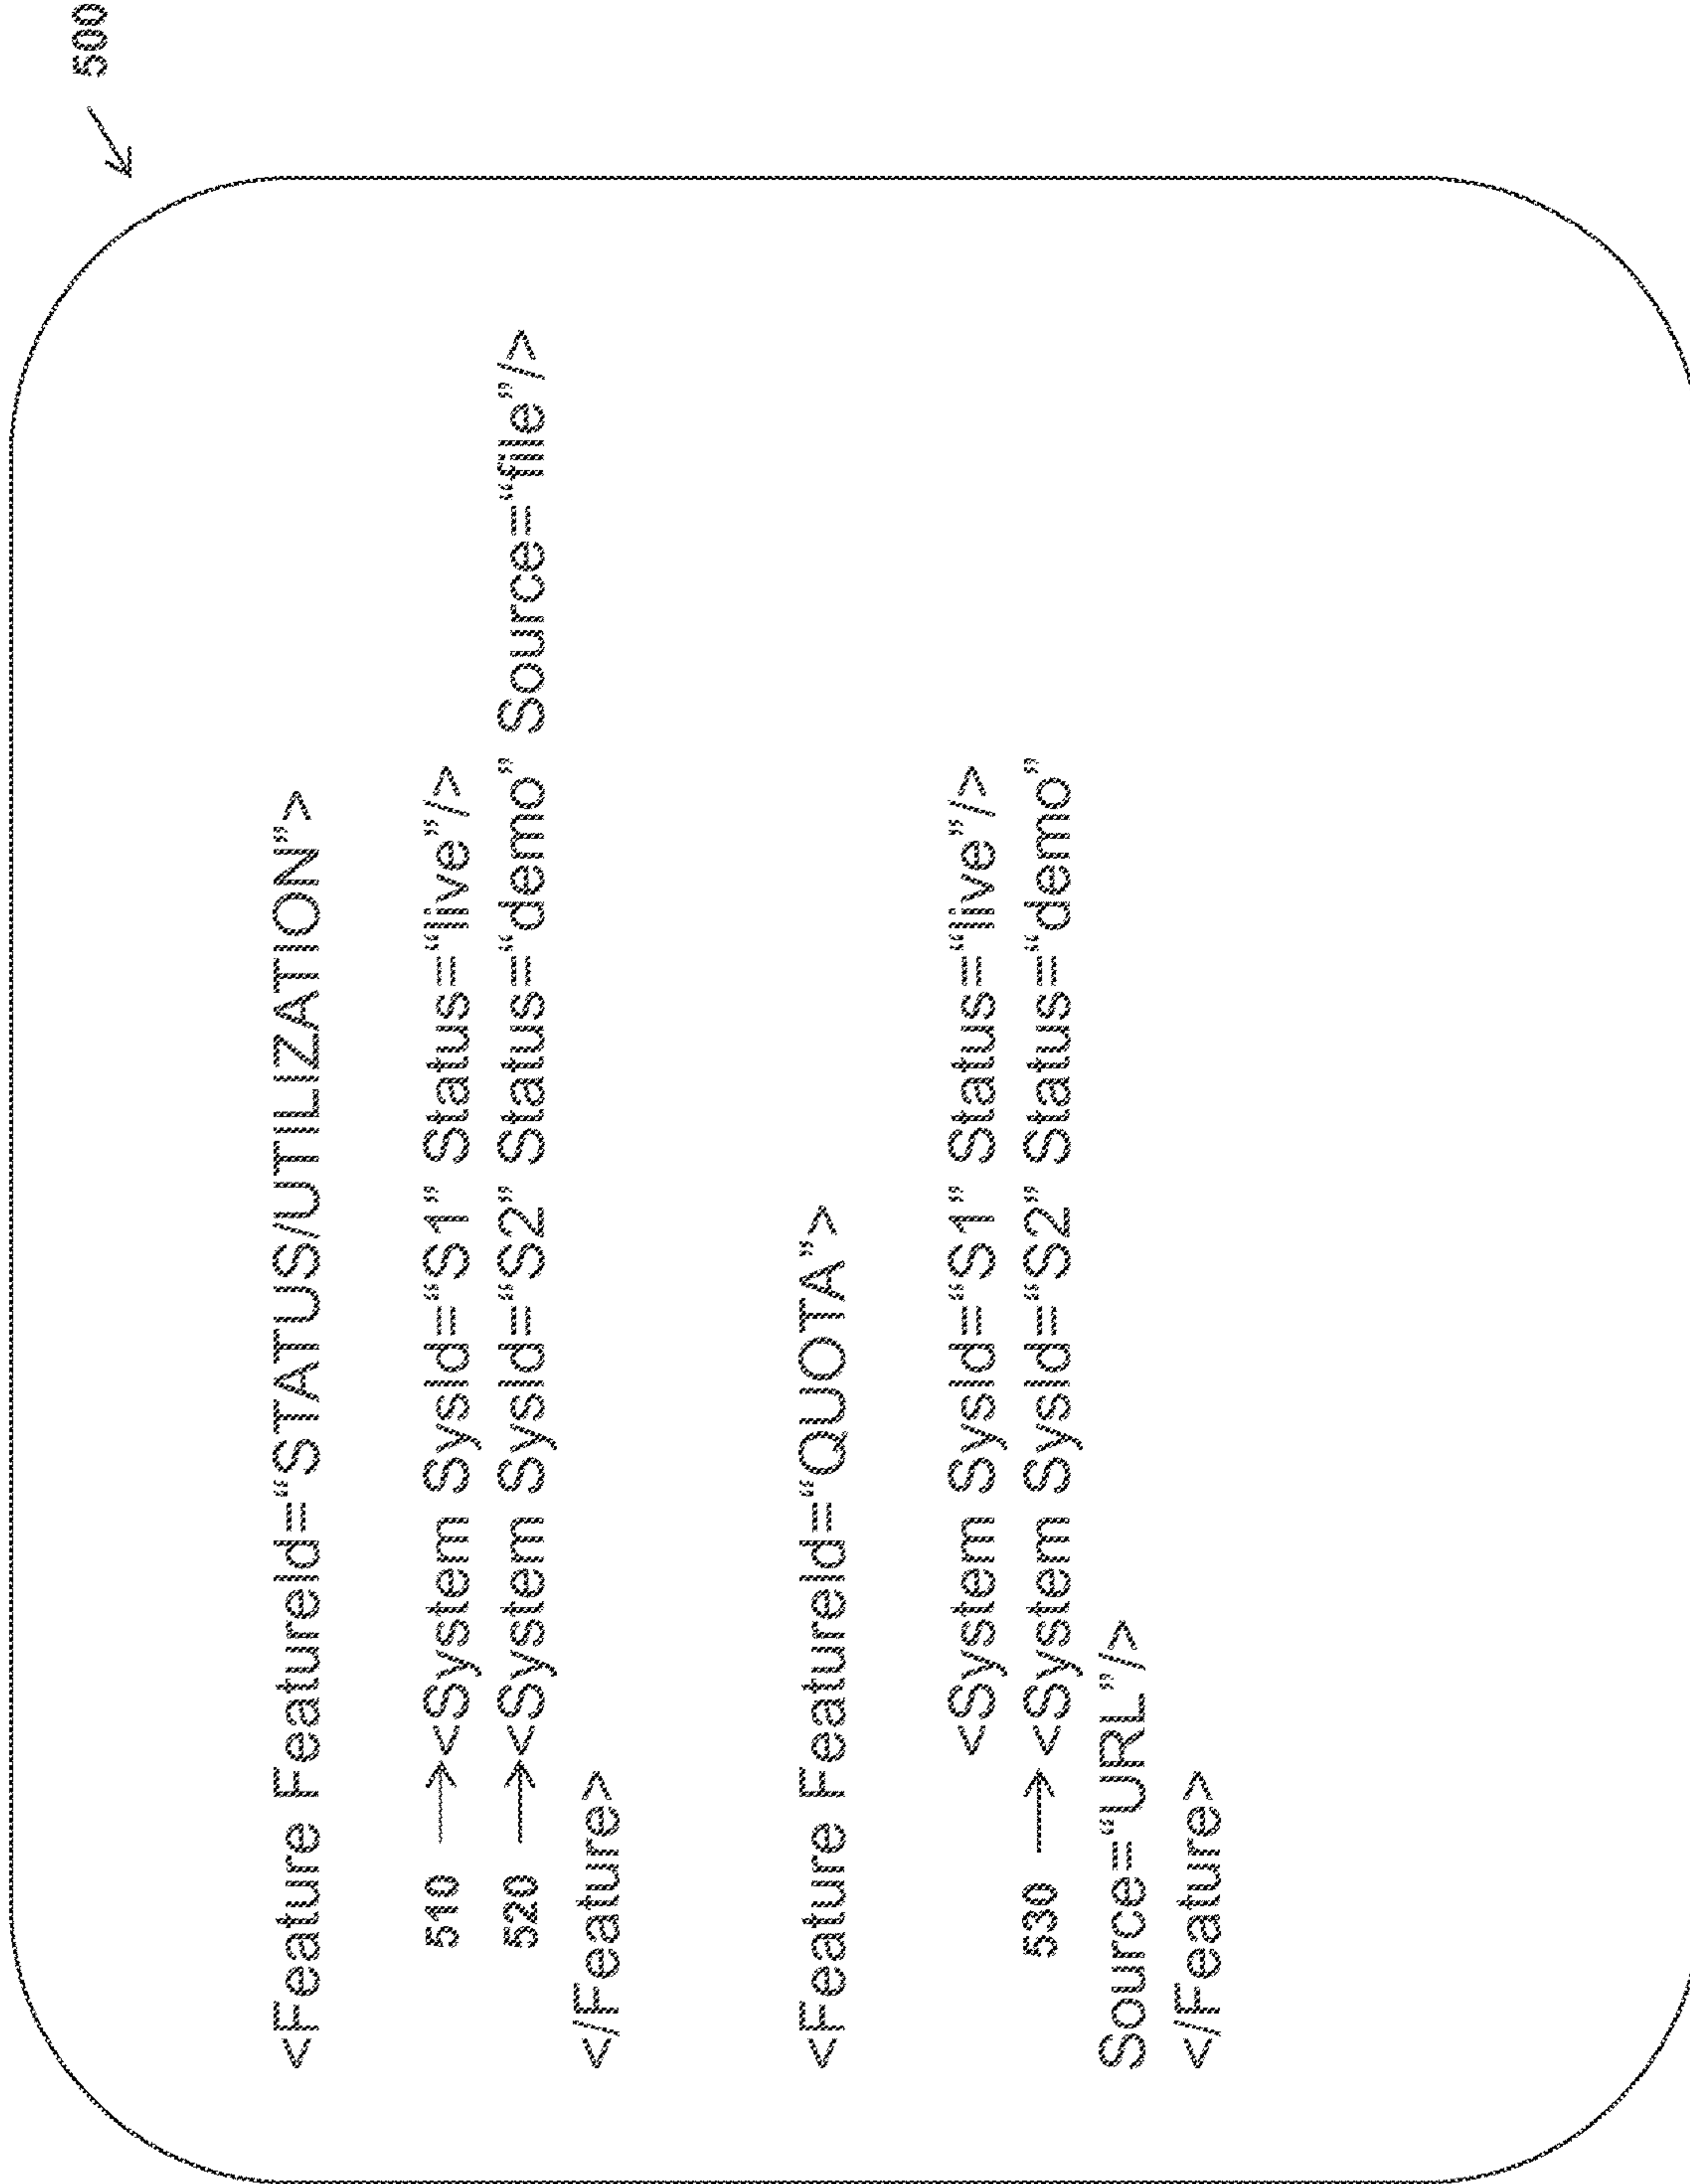 500
<Feature FeatureId=“STATUS/UTILIZATION”>
510 <System SysId=“S1” Status=“live”/>
520 <System SysId=“S2” Status=“demo” Source=“file”/>
</Feature>
<Feature FeatureId=“QUOTA”>
<System SysId=“S1” Status=“live”/>
530 <System SysId=“S2” Status=“demo”
Source=“URL”/>
</Feature>